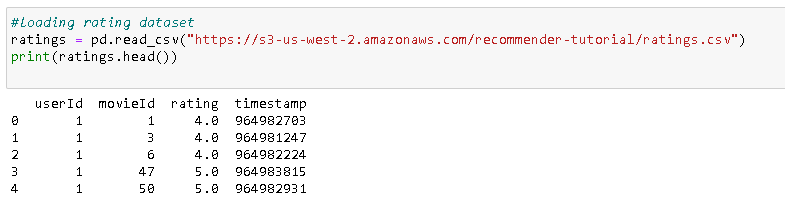 #Loading rating dataset
ratings = pd.read_csv("https://s3-us-west-2.amazonaws.com/recommender-tutorial/ratings.csv")
print(ratings.head())
userId movieId rating timestamp
0 1 1 4.0 964982703
1 1 3 4.0 964981247
2 1 6 4.0 964982224
3 1 47 5.0 964983815
4 1 50 5.0 964982931